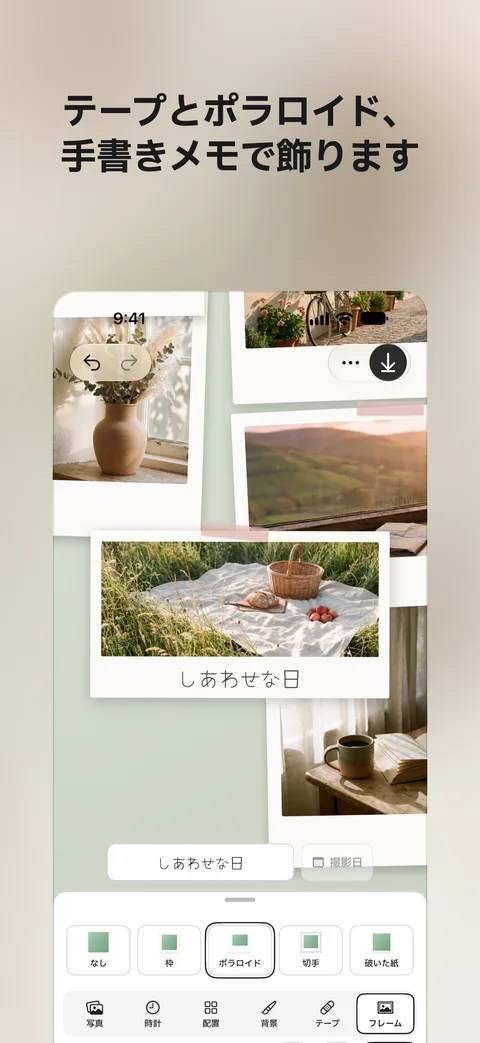 テープとポラロイド、
手書きメモで飾ります
9:41
しあわせな日
しあわせな日
撮影日
なし
枠
ポラロイド
切手
破いた紙
写真
時計
配置
背景
テープ
フレーム